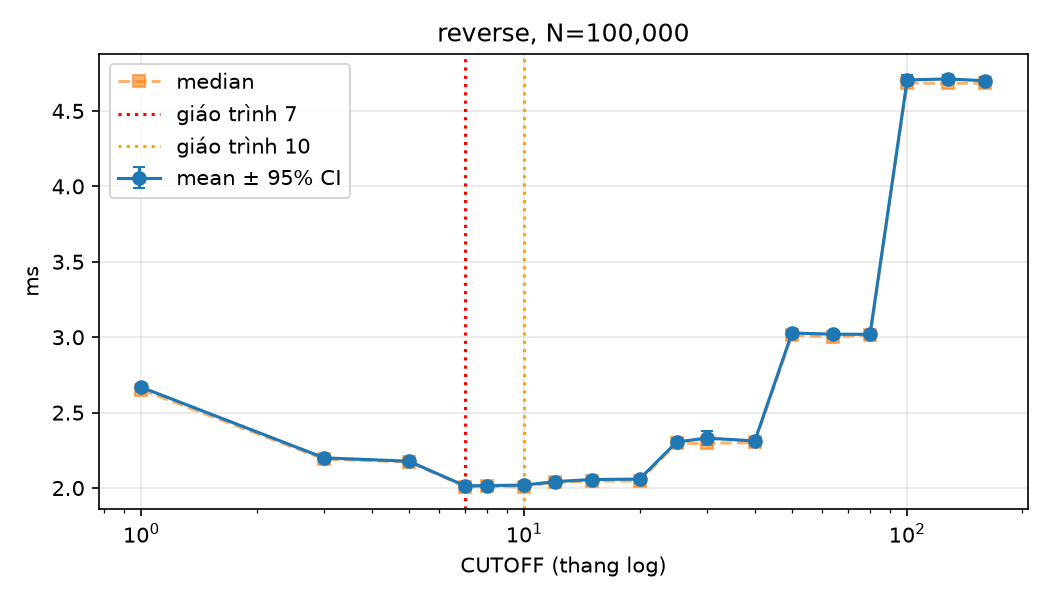 reverse, N=100,000
median
giáo trình 7
giáo trình 10
mean ± 95% CI
4.5
4.0
3.5
3.0
2.5
2.0
ms
10⁰
10¹
10²
CUTOFF (thang log)